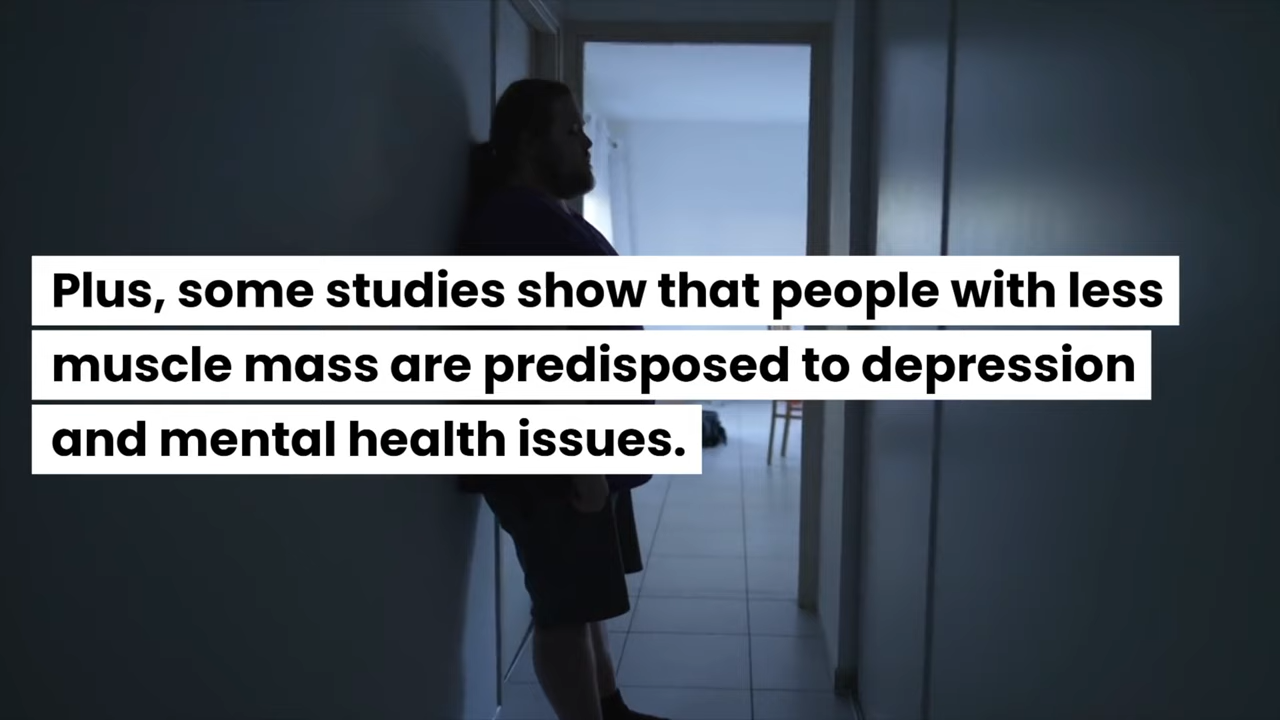 Plus, some studies show that people with less
muscle mass are predisposed to depression
and mental health issues.